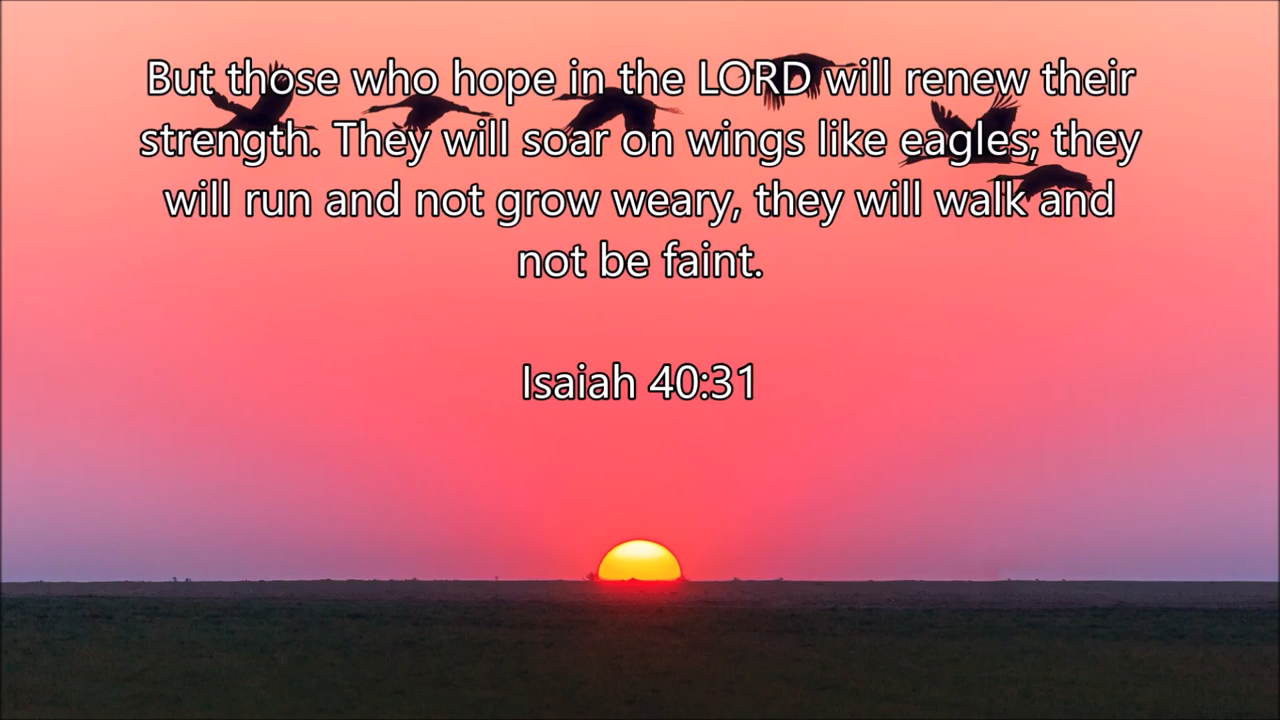 But those who hope in the LORD will renew their
strength. They will soar on wings like eagles; they
will run and not grow weary, they will walk and
not be faint.
Isaiah 40:31